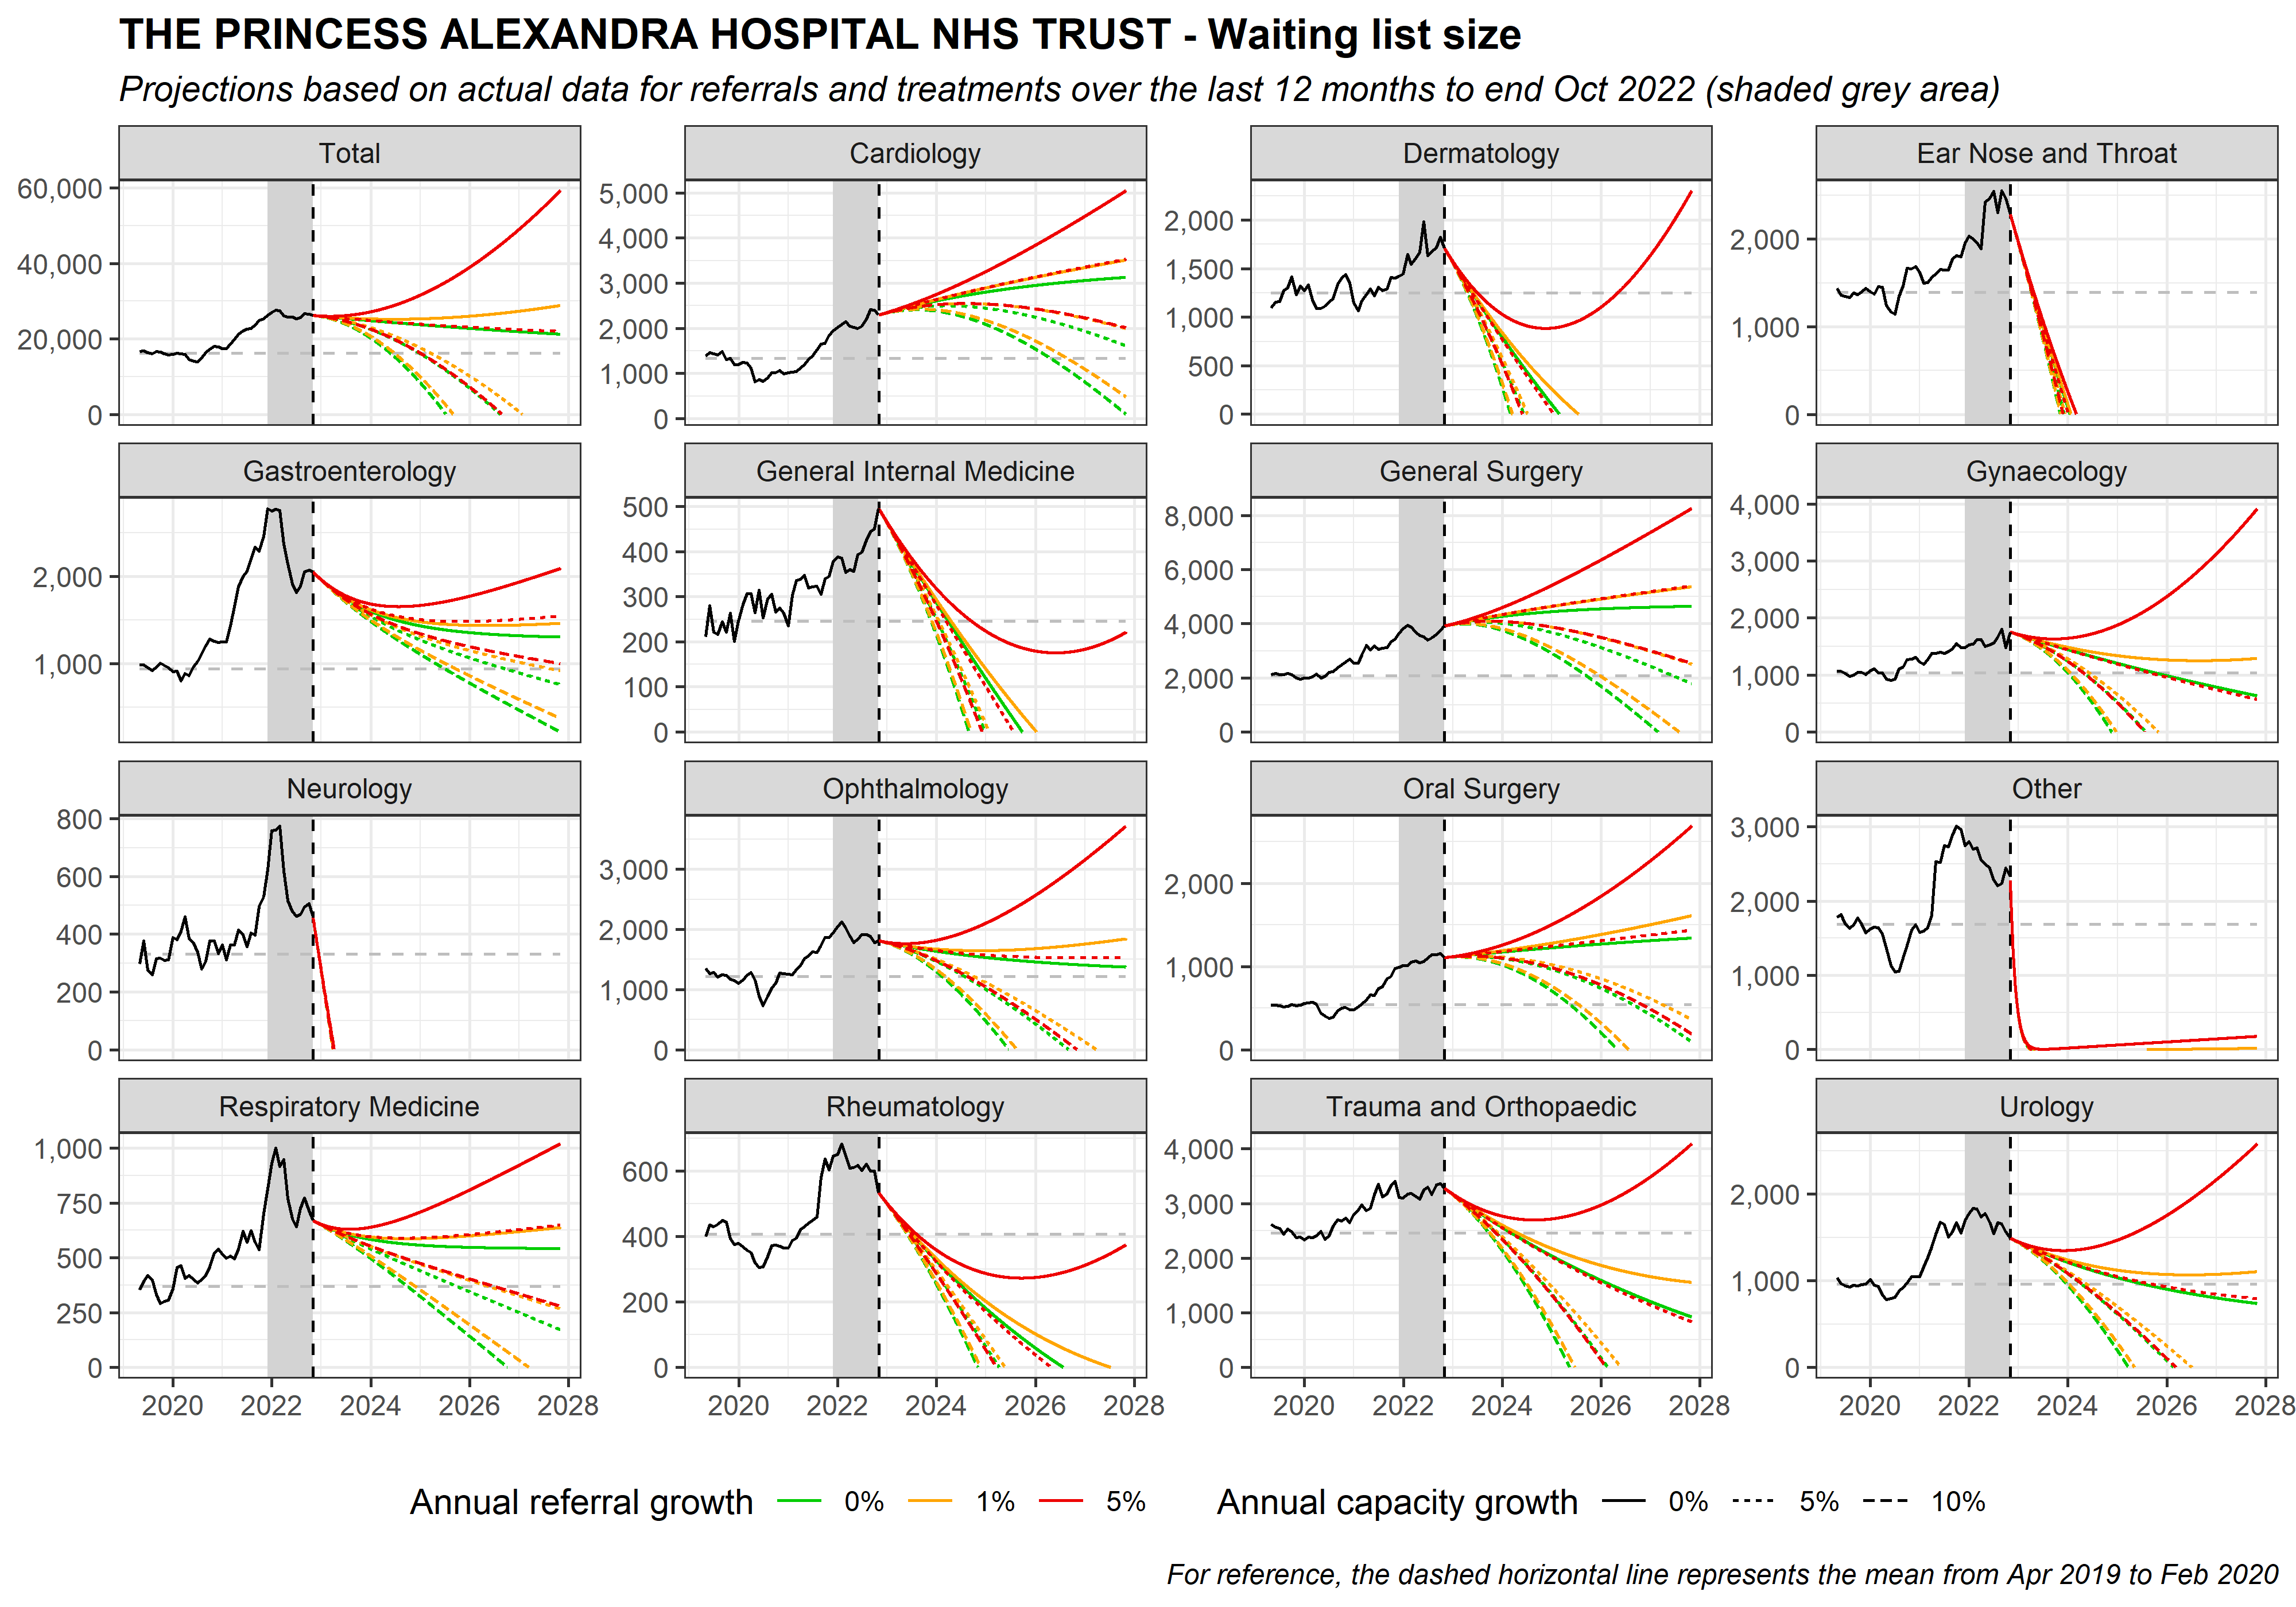 THE PRINCESS ALEXANDRA HOSPITAL NHS TRUST - Waiting list size
Projections based on actual data for referrals and treatments over the last 12 months to end Oct 2022 (shaded grey area)
Total
60,000
40,000
20,000
0
Cardiology
5,000
4,000
3,000
2,000
1,000
0
Dermatology
2,000
1,500
1,000
500
0
Ear Nose and Throat
2,000
1,000
0
Gastroenterology
2,000
1,000
General Internal Medicine
500
400
300
200
100
0
General Surgery
8,000
6,000
4,000
2,000
0
Gynaecology
4,000
3,000
2,000
1,000
0
Neurology
800
600
400
200
0
Ophthalmology
3,000
2,000
1,000
0
Oral Surgery
2,000
1,000
0
Other
3,000
2,000
1,000
0
Respiratory Medicine
1,000
750
500
250
0
Rheumatology
600
400
200
0
Trauma and Orthopaedic
4,000
3,000
2,000
1,000
0
Urology
2,000
1,000
0
2020 2022 2024 2026 2028
2020 2022 2024 2026 2028
2020 2022 2024 2026 2028
2020 2022 2024 2026 2028
Annual referral growth 0% 1% 5%
Annual capacity growth 0% 5% 10%
For reference, the dashed horizontal line represents the mean from Apr 2019 to Feb 2020